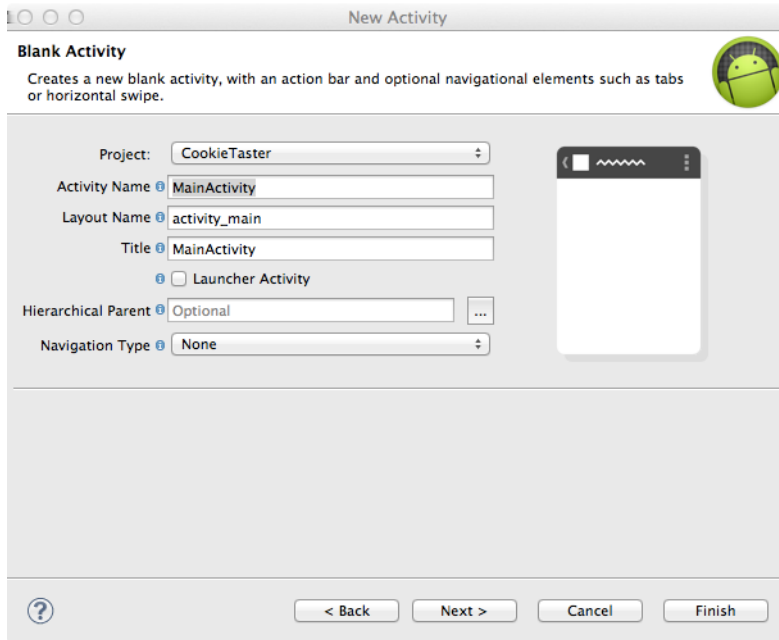 New Activity
Blank Activity
Creates a new blank activity, with an action bar and optional navigational elements such as tabs
or horizontal swipe.
Project: CookieTaster
Activity Name MainActivity
Layout Name activity_main
Title MainActivity
Launcher Activity
Hierarchical Parent Optional ...
Navigation Type None
? < Back Next > Cancel Finish